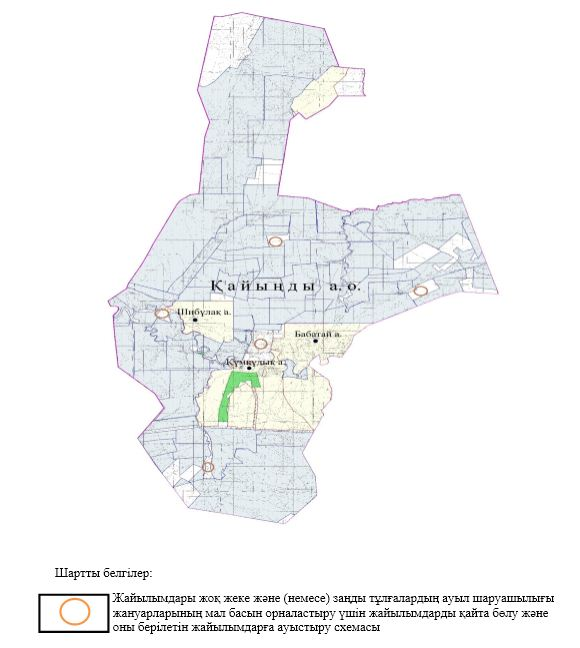 Қайыңды а. о.
Шибұлақ а.
Бабатай а.
Құмқұдық а.
Шартты белгілер:
Жайылымдары жоқ жеке және (немесе) заңды тұлғалардың ауыл шаруашылығы
жануарларының мал басын орналастыру үшін жайылымдарды қайта бөлу және
оны берілетін жайылымдарға ауыстыру схемасы